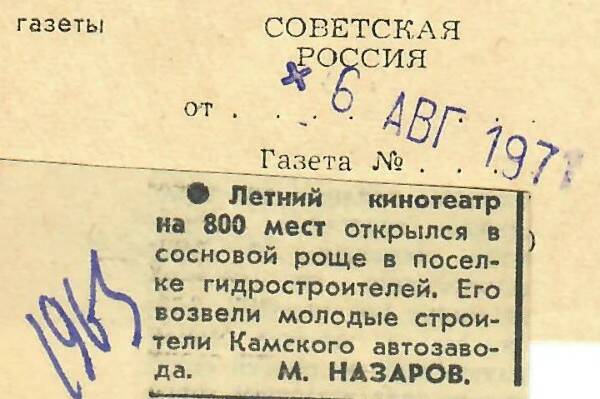 газеты
СОВЕТСКАЯ
РОССИЯ
* 6 АВГ 1971
от . . . . . . .
Газета № . . . .
)
● Летний кинотеатр
на 800 мест открылся в
сосновой роще в посел-
ке гидростроителей. Его
возвели молодые строи-
тели Камского автозаво-
да. М. НАЗАРОВ.